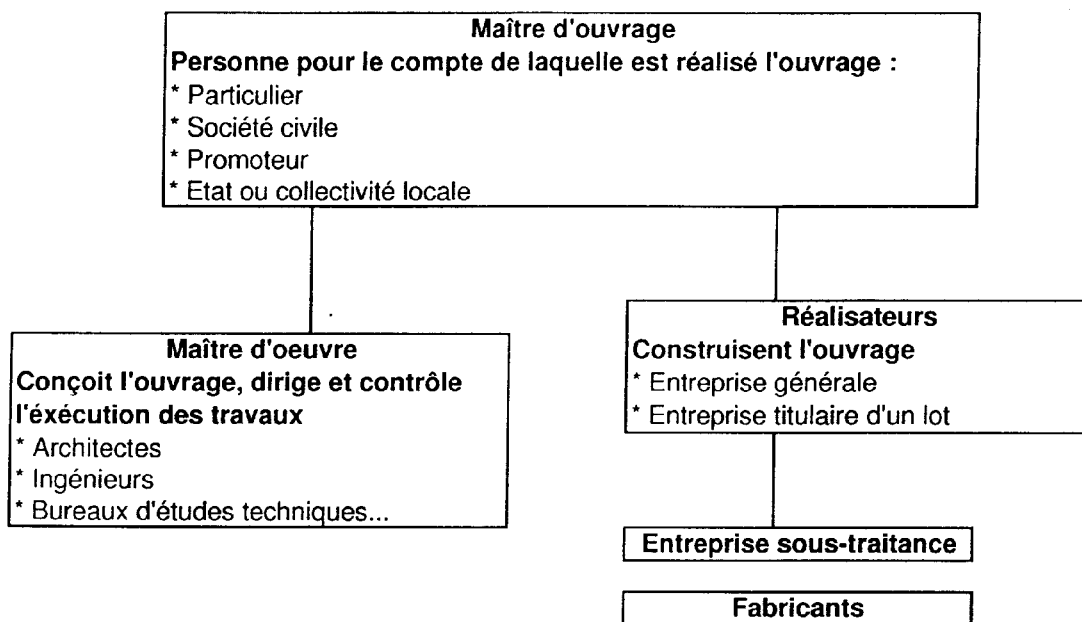 Maître d'ouvrage
Personne pour le compte de laquelle est réalisé l'ouvrage :
* Particulier
* Société civile
* Promoteur
* Etat ou collectivité locale
Maître d'oeuvre
Conçoit l'ouvrage, dirige et contrôle
l'éxécution des travaux
* Architectes
* Ingénieurs
* Bureaux d'études techniques...
Réalisateurs
Construisent l'ouvrage
* Entreprise générale
* Entreprise titulaire d'un lot
Entreprise sous-traitance
Fabricants